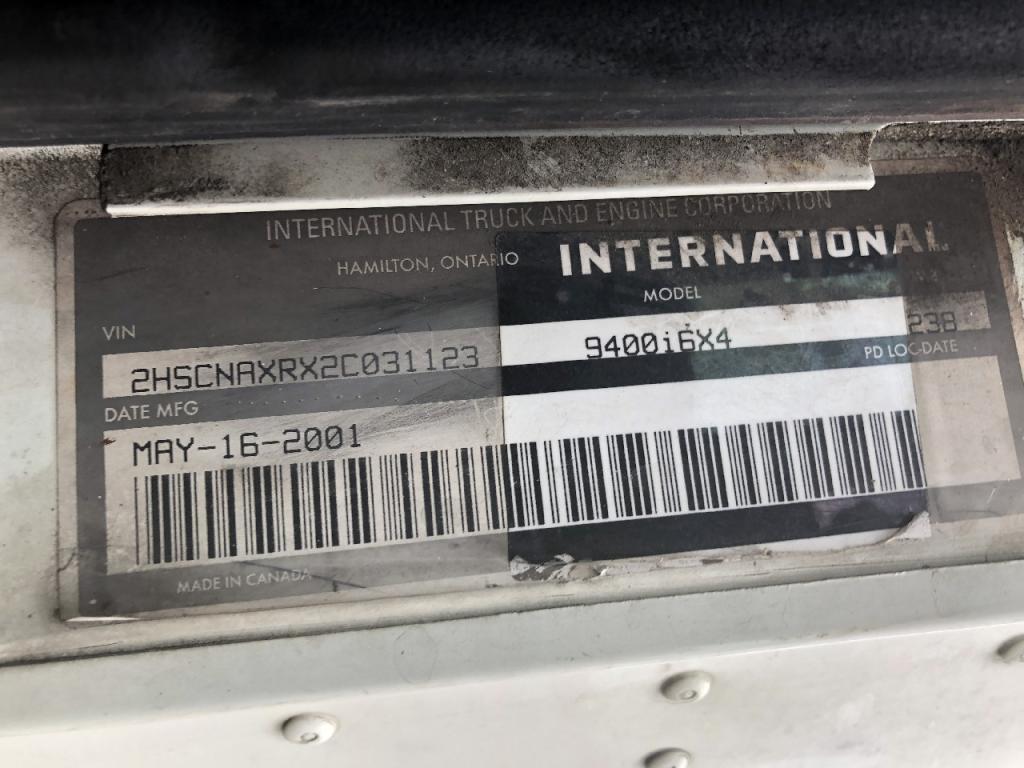 INTERNATIONAL TRUCK AND ENGINE CORPORATION
HAMILTON, ONTARIO
INTERNATIONAL
MODEL
VIN
9400i6X4
23B
2HSCNAXRX2C031123
PD LOC-DATE
DATE MFG
MAY-16-2001
MADE IN CANADA